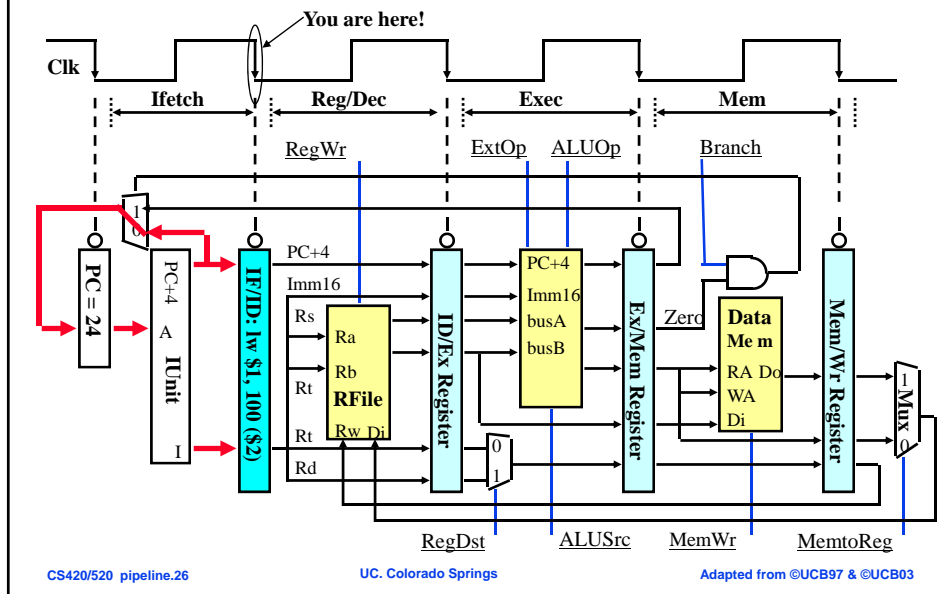 You are here!
Clk
Ifetch
Reg/Dec
Exec
Mem
RegWr
ExtOp
ALUOp
Branch
1
0
PC = 24
PC+4
A
IUnit
I
IF/ID: lw $1, 100 ($2)
PC+4
Imm16
Rs
Ra
Rb
Rt
RFile
Rw Di
Rt
Rd
ID/Ex Register
0
1
PC+4
Imm16
busA
busB
Ex/Mem Register
Zero
Data
Me m
RA Do
WA
Di
Mem/Wr Register
1
Mux
0
RegDst
ALUSrc
MemWr
MemtoReg
CS420/520 pipeline.26
UC. Colorado Springs
Adapted from ©UCB97 & ©UCB03